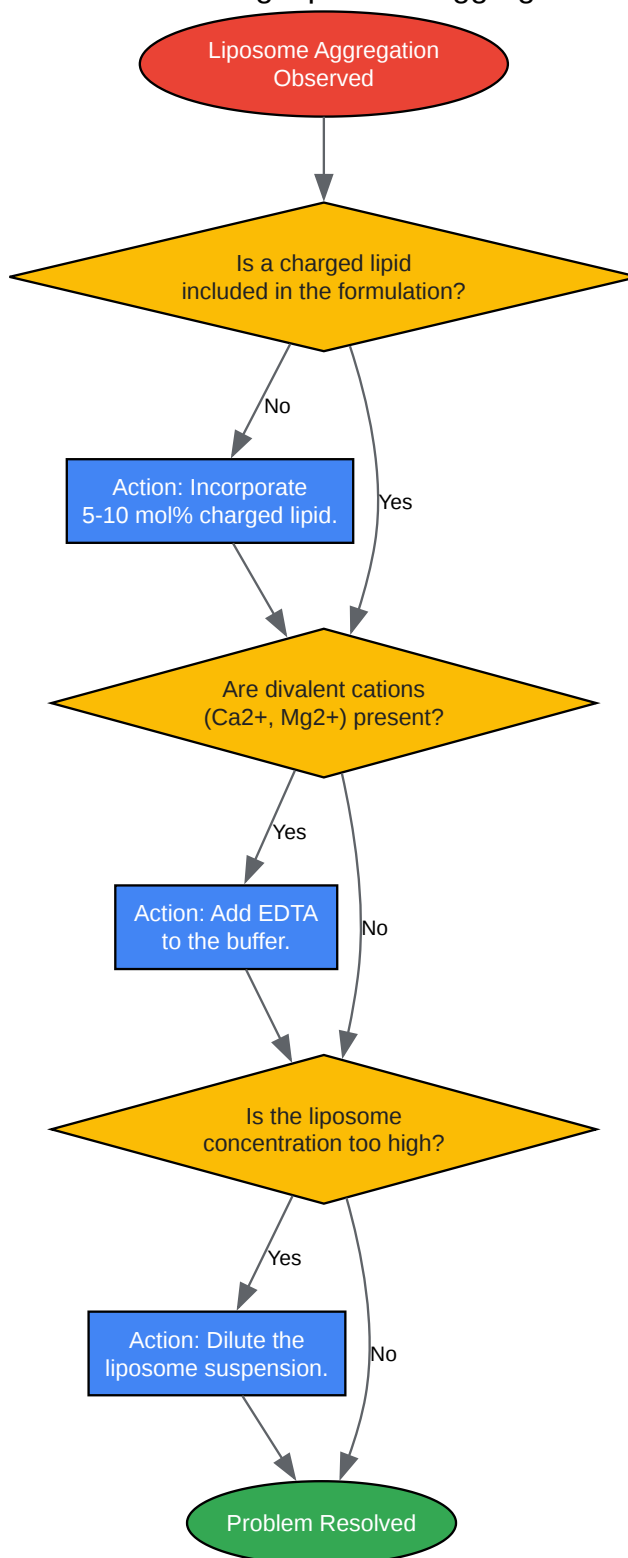 Liposome Aggregation
Observed
Is a charged lipid
included in the formulation?
No
Action: Incorporate
5-10 mol% charged lipid.
Yes
Are divalent cations
(Ca2+, Mg2+) present?
Yes
Action: Add EDTA
to the buffer.
No
Is the liposome
concentration too high?
Yes
Action: Dilute the
liposome suspension.
No
Problem Resolved